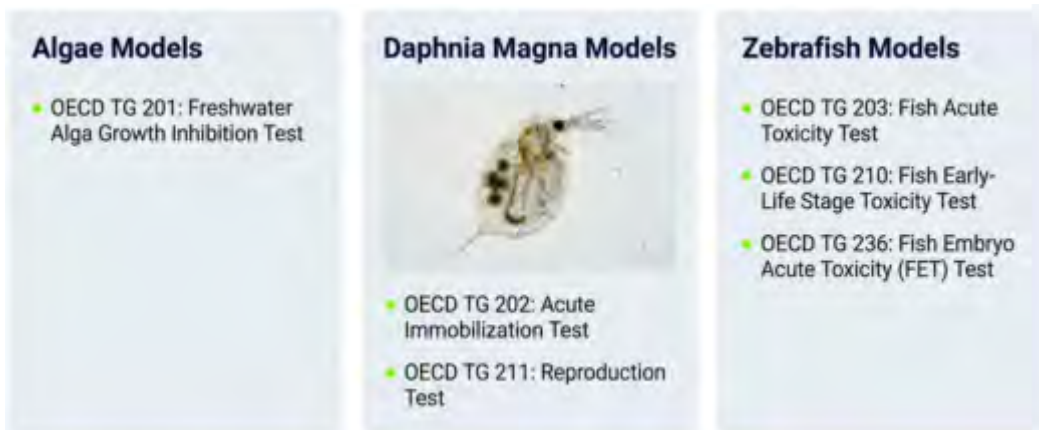 Algae Models
OECD TG 201: Freshwater
Alga Growth Inhibition Test
Daphnia Magna Models
OECD TG 202: Acute
Immobilization Test
OECD TG 211: Reproduction
Test
Zebrafish Models
OECD TG 203: Fish Acute
Toxicity Test
OECD TG 210: Fish Early-
Life Stage Toxicity Test
OECD TG 236: Fish Embryo
Acute Toxicity (FET) Test